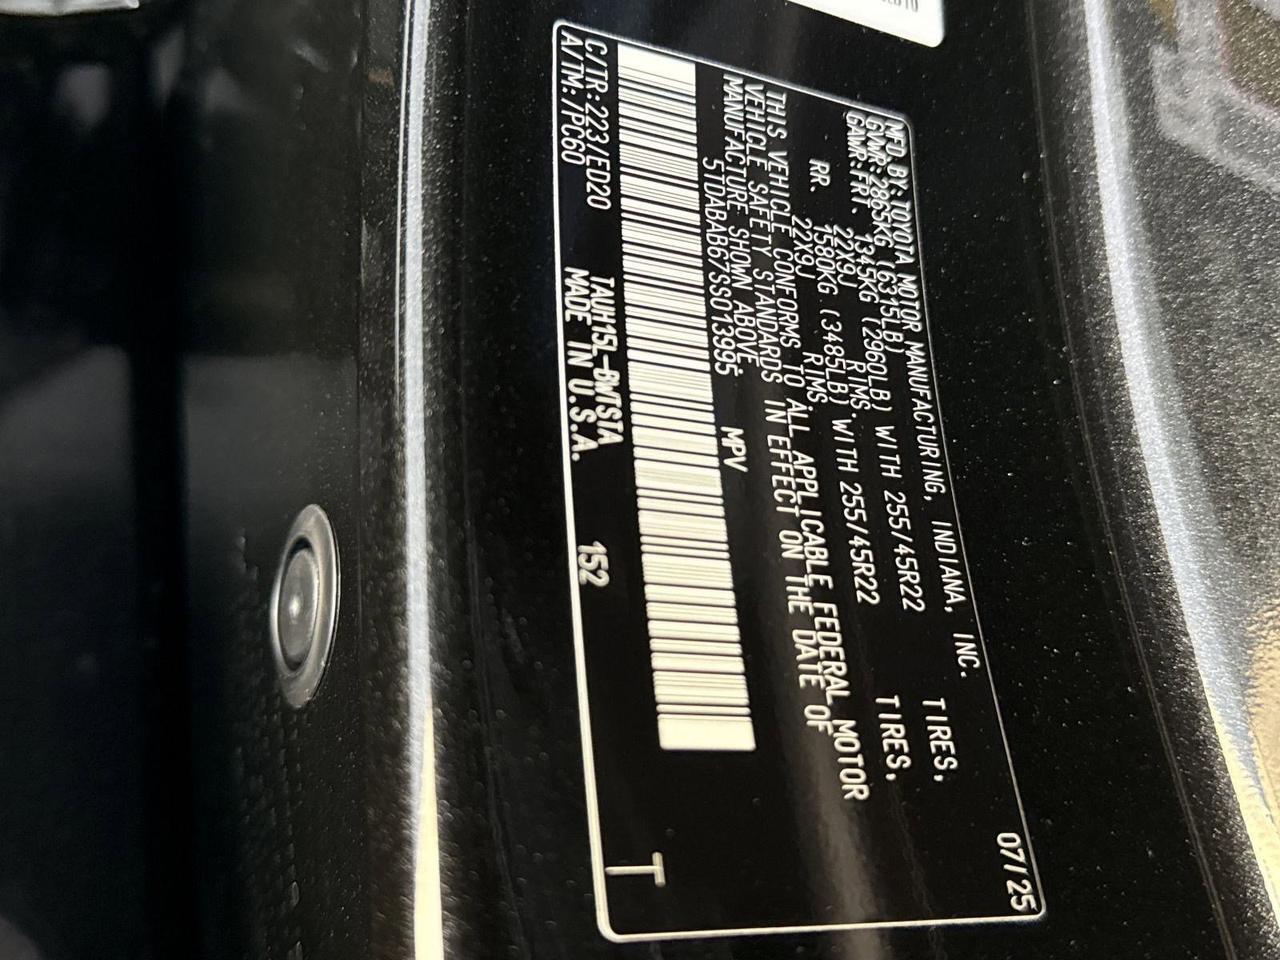 MFD. BY: TOYOTA MOTOR MANUFACTURING, INDIANA, INC. 07/25
GVWR: 2865KG (6315LB)
GAWR: FRT. 1345KG (2960LB) WITH 255/45R22 TIRES,
22X9J RIMS,
RR. 1580KG (3485LB) WITH 255/45R22 TIRES,
22X9J RIMS.
THIS VEHICLE CONFORMS TO ALL APPLICABLE FEDERAL MOTOR
VEHICLE SAFETY STANDARDS IN EFFECT ON THE DATE OF
MANUFACTURE SHOWN ABOVE.
5TDABAB67SS013995 MPV
C/TR: 223/ED20 TAUH15L-BWTSTA 152
A/TM: /PC60 MADE IN U.S.A.
T